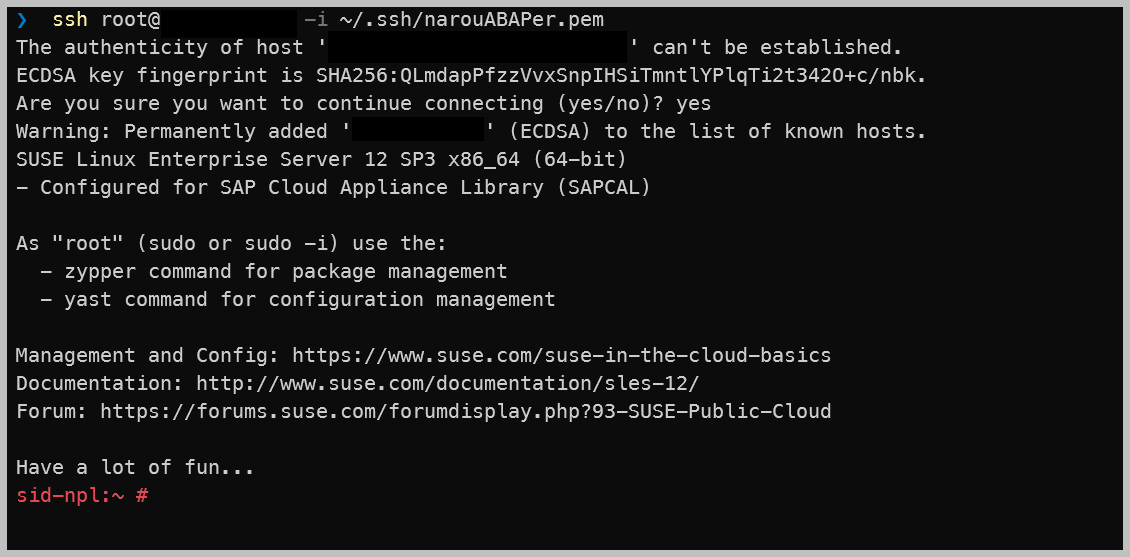 ❯ ssh root@ -i ~/.ssh/narouABAPer.pem
The authenticity of host '' can't be established.
ECDSA key fingerprint is SHA256:QLmdapPfzzVvxSnpIHSiTmntlYPlqTi2t342O+c/nbk.
Are you sure you want to continue connecting (yes/no)? yes
Warning: Permanently added '' (ECDSA) to the list of known hosts.
SUSE Linux Enterprise Server 12 SP3 x86_64 (64-bit)
- Configured for SAP Cloud Appliance Library (SAPCAL)
As "root" (sudo or sudo -i) use the:
- zypper command for package management
- yast command for configuration management
Management and Config: https://www.suse.com/suse-in-the-cloud-basics
Documentation: http://www.suse.com/documentation/sles-12/
Forum: https://forums.suse.com/forumdisplay.php?93-SUSE-Public-Cloud
Have a lot of fun...
sid-npl:~ #